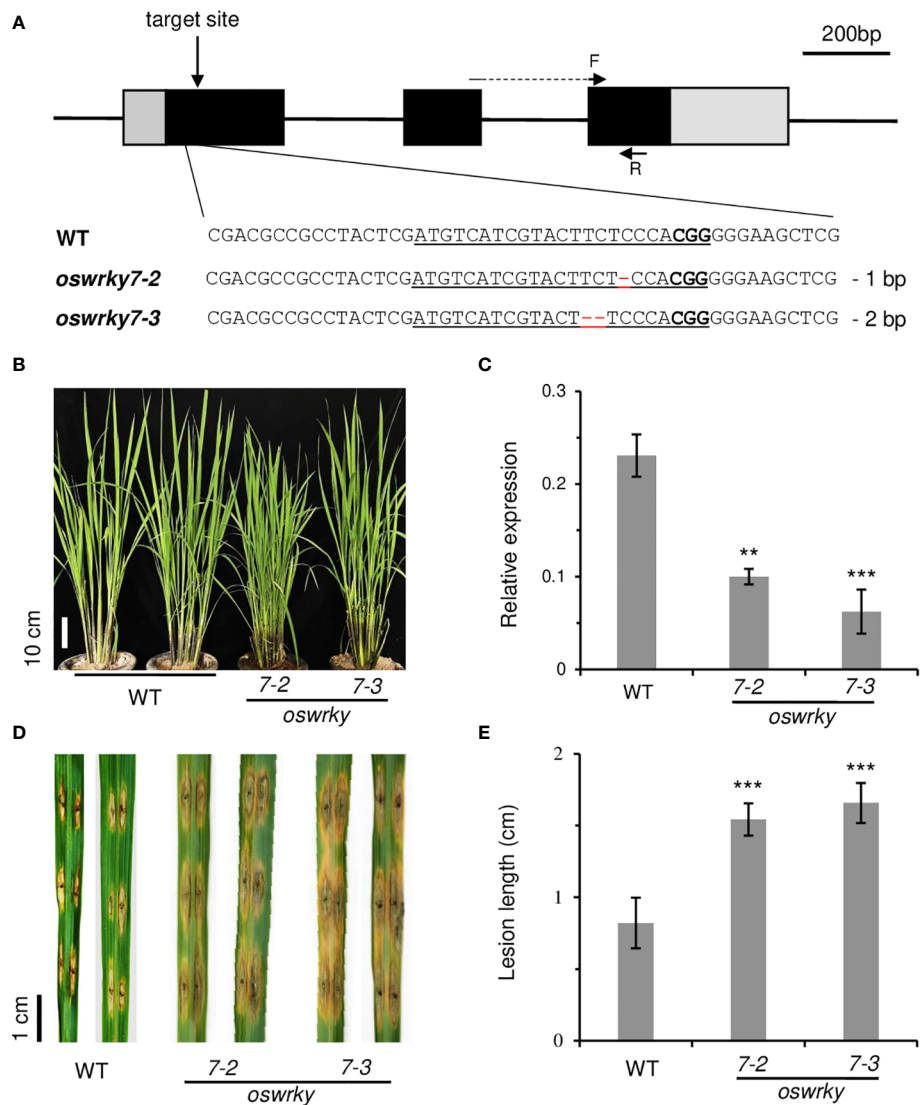 A
target site
200bp
F
R
WT CGACGCCGCCTACTCGATGTCATCGTACTTCTCCCACGGGGGAAGCTCG
oswrky7-2 CGACGCCGCCTACTCGATGTCATCGTACTTCT-CCACGGGGGAAGCTCG - 1 bp
oswrky7-3 CGACGCCGCCTACTCGATGTCATCGTACT--TCCCACGGGGGAAGCTCG - 2 bp
B
10 cm
WT
7-2 7-3
oswrky
C
Relative expression
0.3
0.2
0.1
0
**
***
WT
7-2 7-3
oswrky
D
1 cm
WT
7-2 7-3
oswrky
E
Lesion length (cm)
2
1
0
***
***
WT
7-2 7-3
oswrky